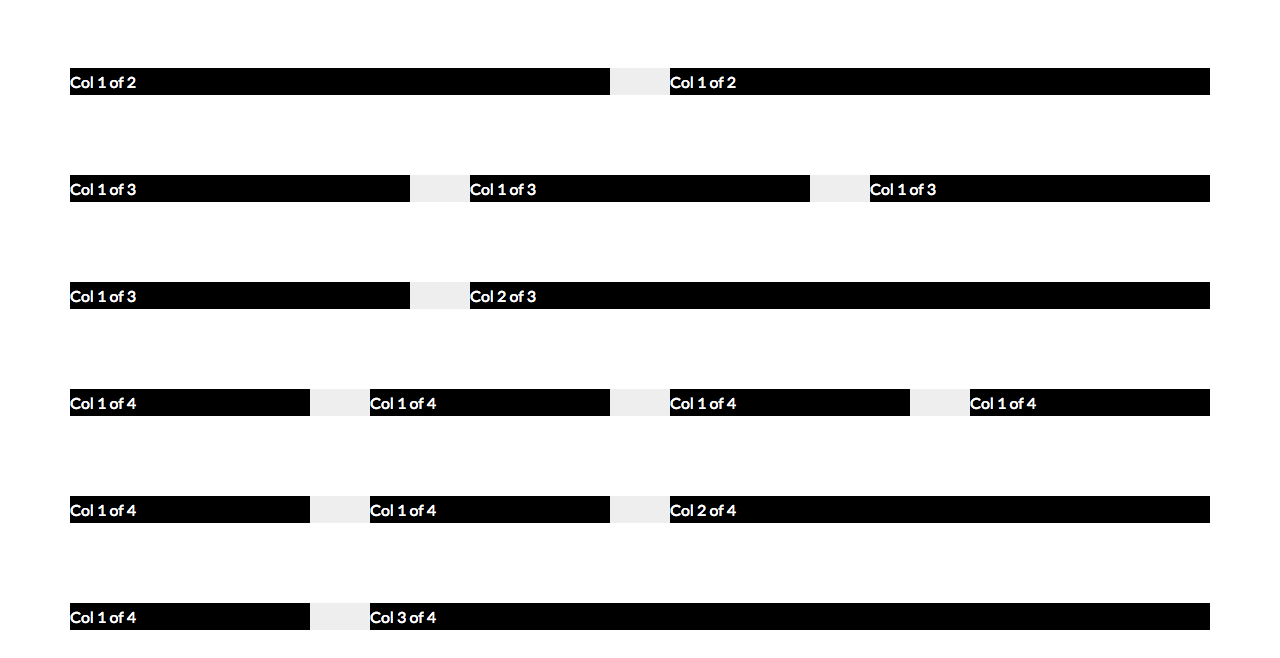 Col 1 of 2 Col 1 of 2
Col 1 of 3 Col 1 of 3 Col 1 of 3
Col 1 of 3 Col 2 of 3
Col 1 of 4 Col 1 of 4 Col 1 of 4 Col 1 of 4
Col 1 of 4 Col 1 of 4 Col 2 of 4
Col 1 of 4 Col 3 of 4